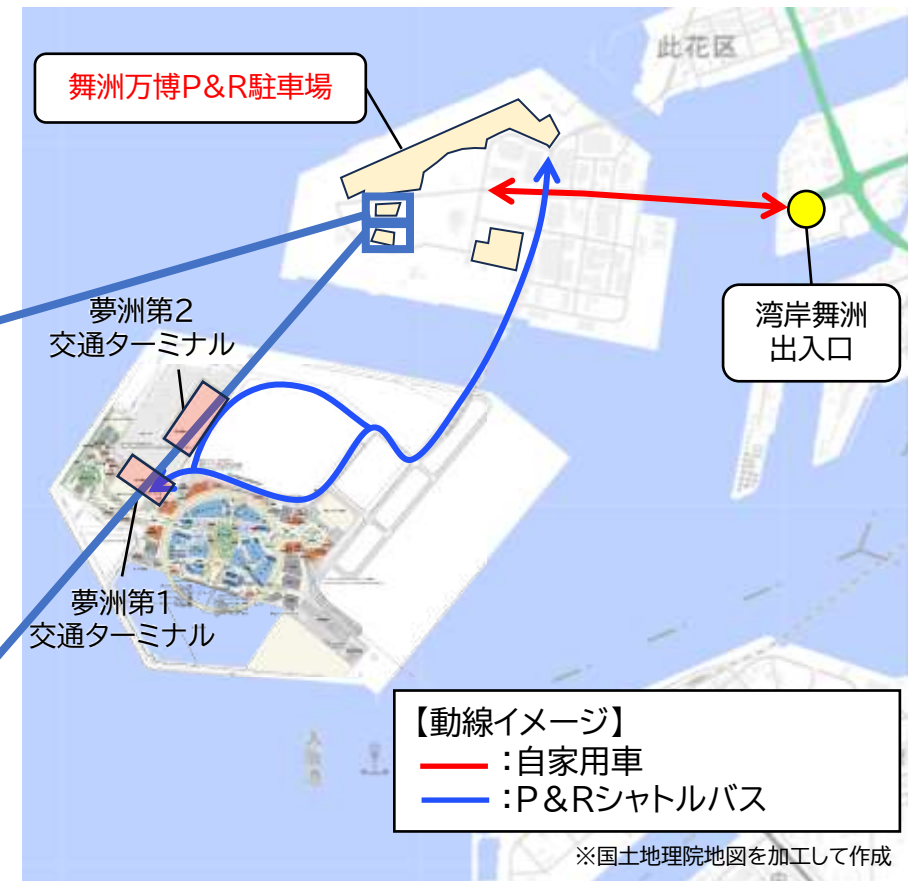 此花区
舞洲万博P&R駐車場
湾岸舞洲
出入口
夢洲第2
交通ターミナル
夢洲第1
交通ターミナル
【動線イメージ】
:自家用車
:P&Rシャトルバス
※国土地理院地図を加工して作成